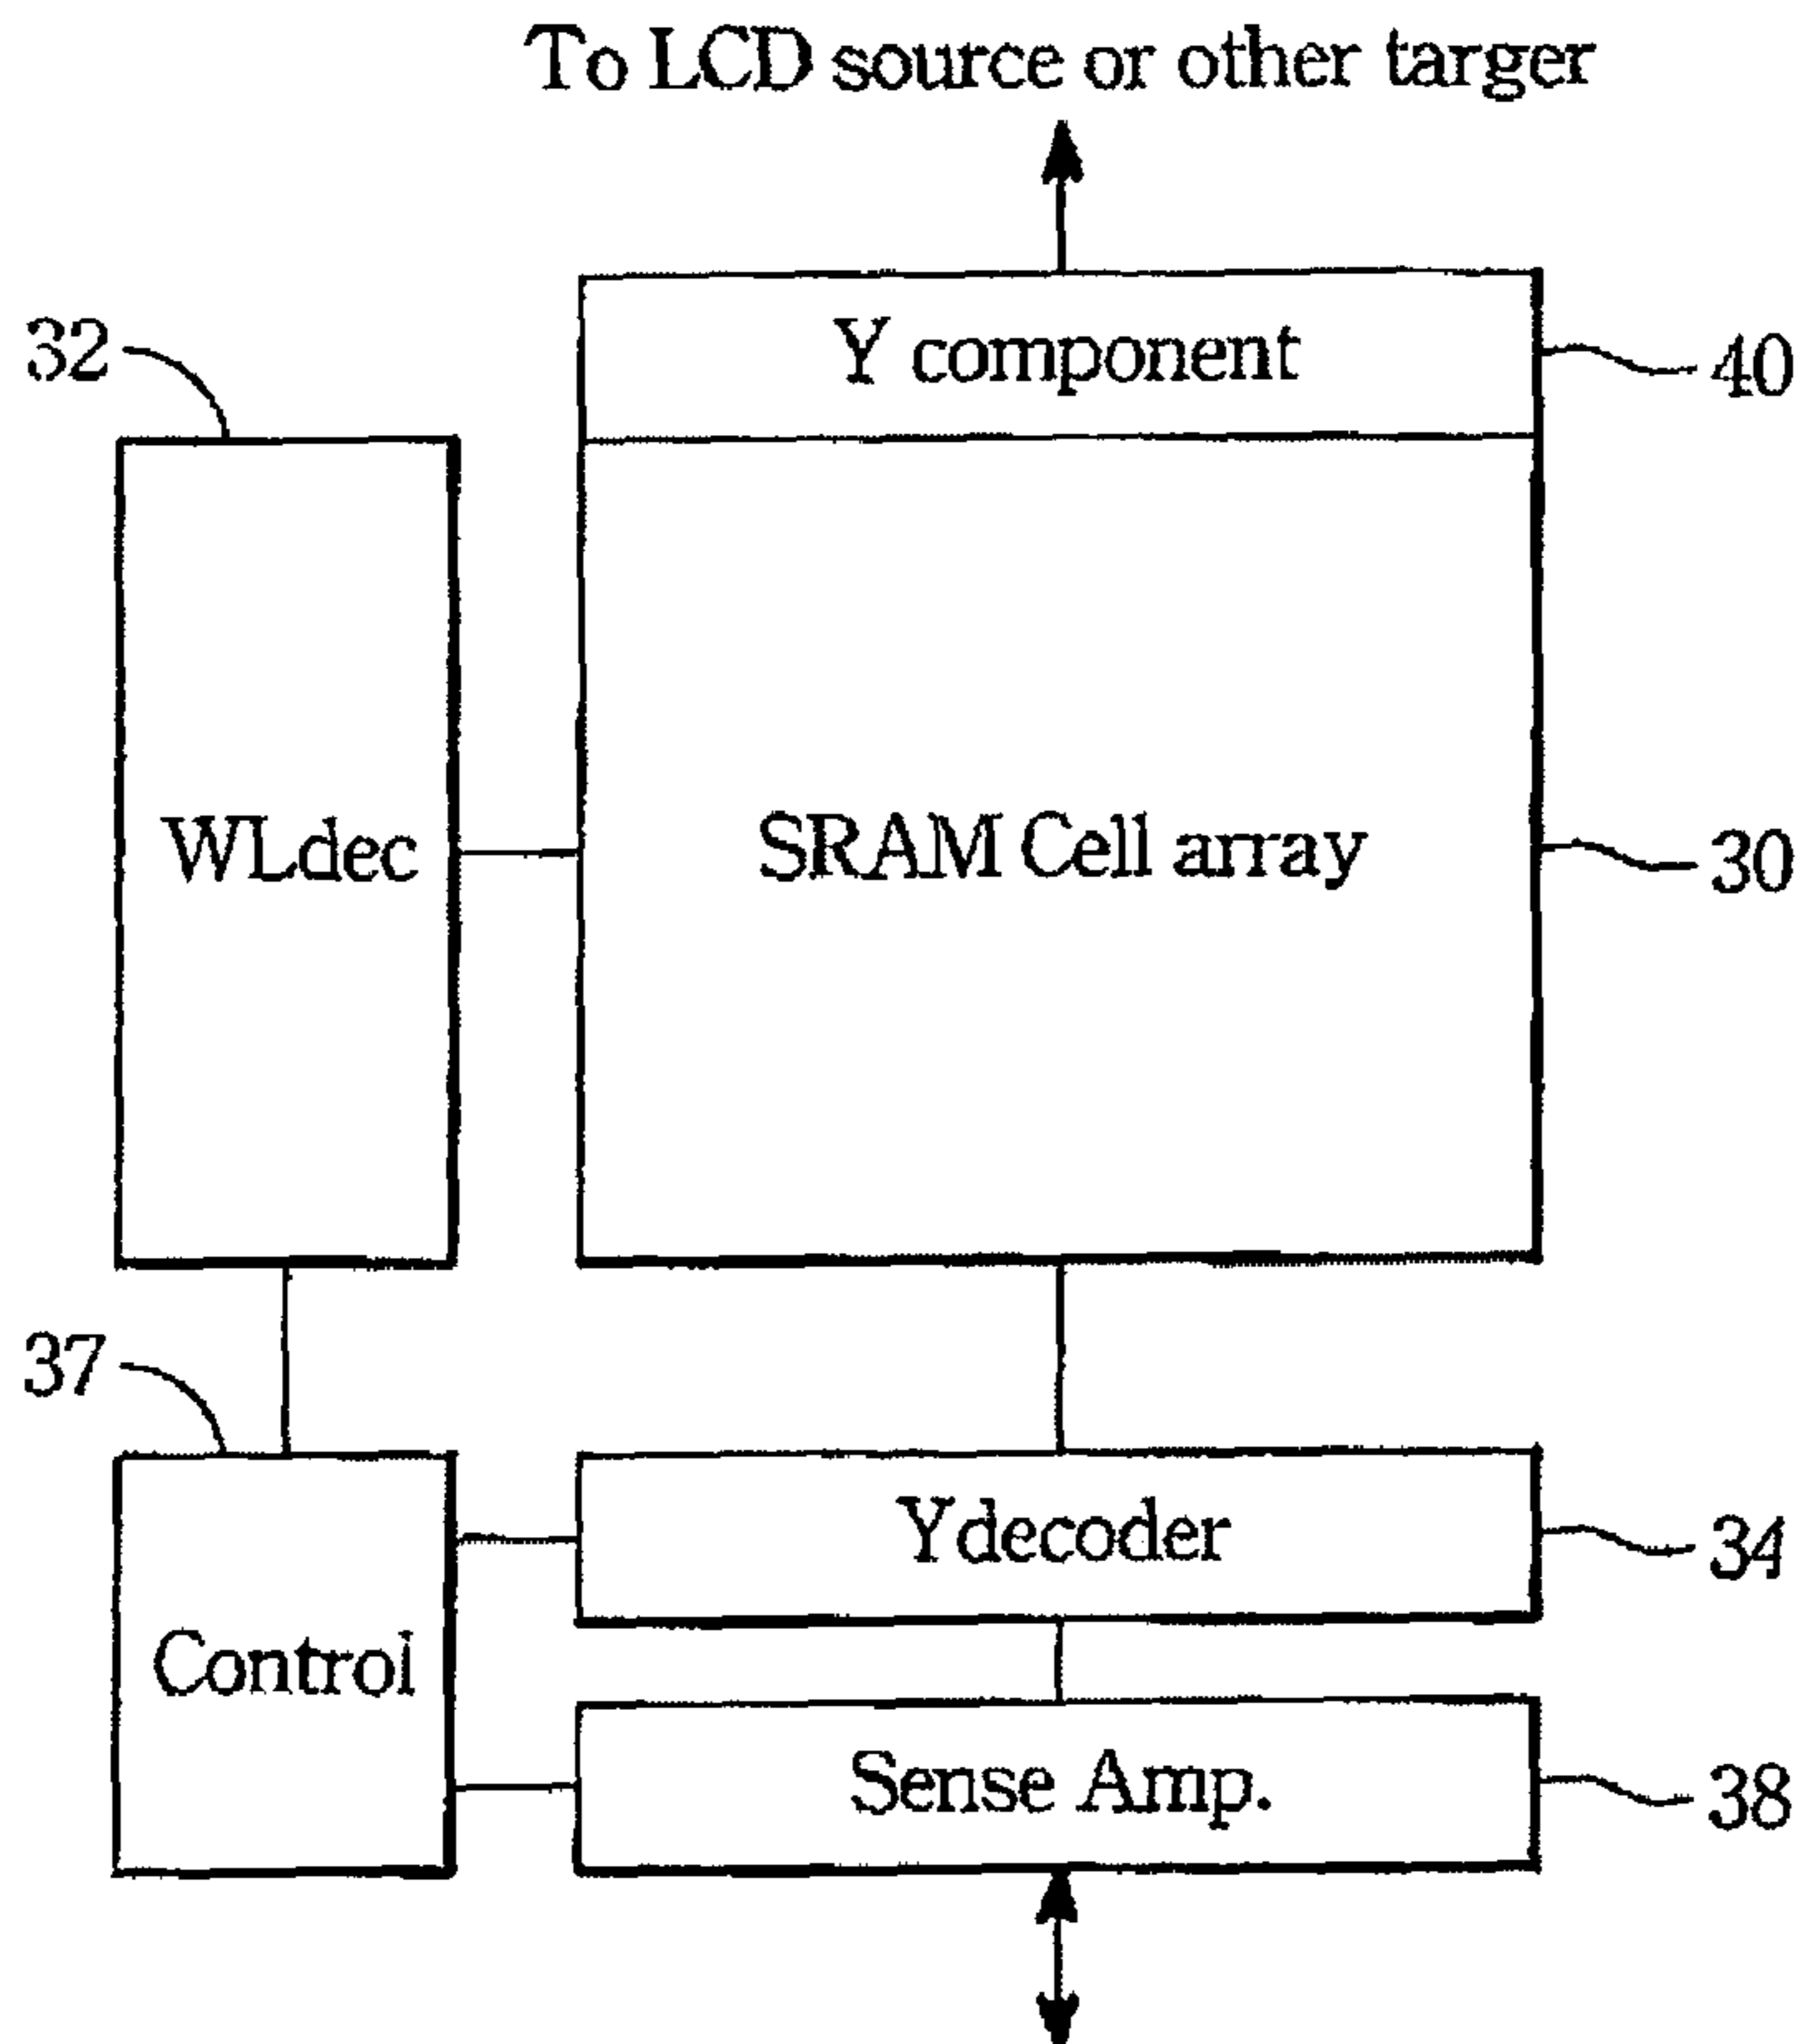 To LCD source or other targer
32
Y component
40
WLdec
SRAM Cell array
30
37
Ydecoder
34
Control
Sense Amp.
38